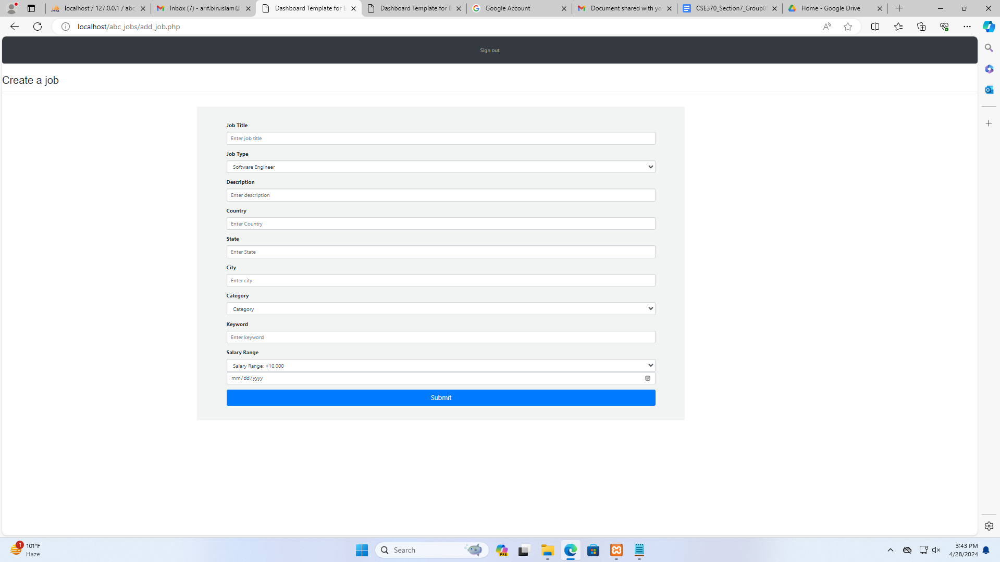 localhost / 127.0.0.1 / abc_
Inbox (7) - arif.bin.islam@
Dashboard Template for B
Dashboard Template for B
Google Account
Document shared with yo
CSE370_Section7_Group0
Home - Google Drive
localhost/abc_jobs/add_job.php
Sign out
Create a job
Job Title
Enter job title
Job Type
Software Engineer
Description
Enter description
Country
Enter Country
State
Enter State
City
Enter city
Category
Category
Keyword
Enter keyword
Salary Range
Salary Range: <10,000
mm/dd/yyyy
Submit
1
101°F
Haze
Search
PRE
3:43 PM
4/28/2024